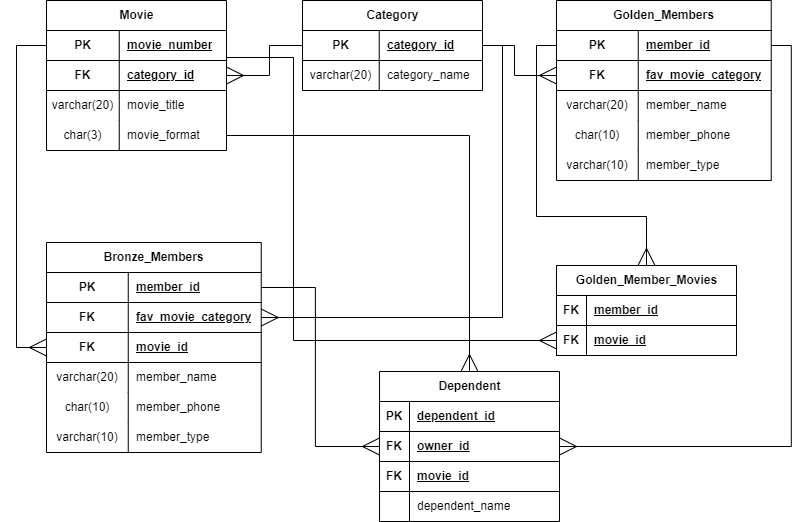 Movie
PK movie_number
FK category_id
varchar(20) movie_title
char(3) movie_format
Category
PK category_id
varchar(20) category_name
Golden_Members
PK member_id
FK fav_movie_category
varchar(20) member_name
char(10) member_phone
varchar(10) member_type
Bronze_Members
PK member_id
FK fav_movie_category
FK movie_id
varchar(20) member_name
char(10) member_phone
varchar(10) member_type
Golden_Member_Movies
FK member_id
FK movie_id
Dependent
PK dependent_id
FK owner_id
FK movie_id
dependent_name